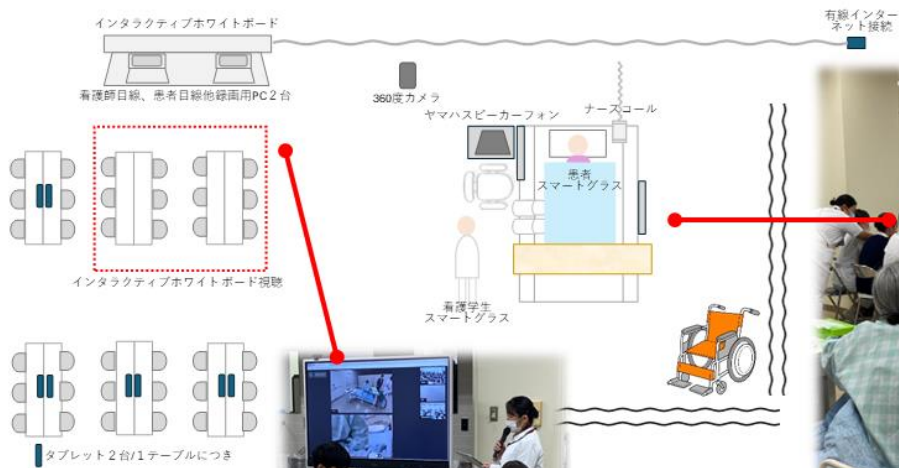 インタラクティブホワイトボード
有線インター
ネット接続
看護師目線、患者目線他録画用PC２台
360度カメラ
ヤマハスピーカーフォン
ナースコール
患者
スマートグラス
インタラクティブホワイトボード視聴
看護学生
スマートグラス
タブレット２台/１テーブルにつき